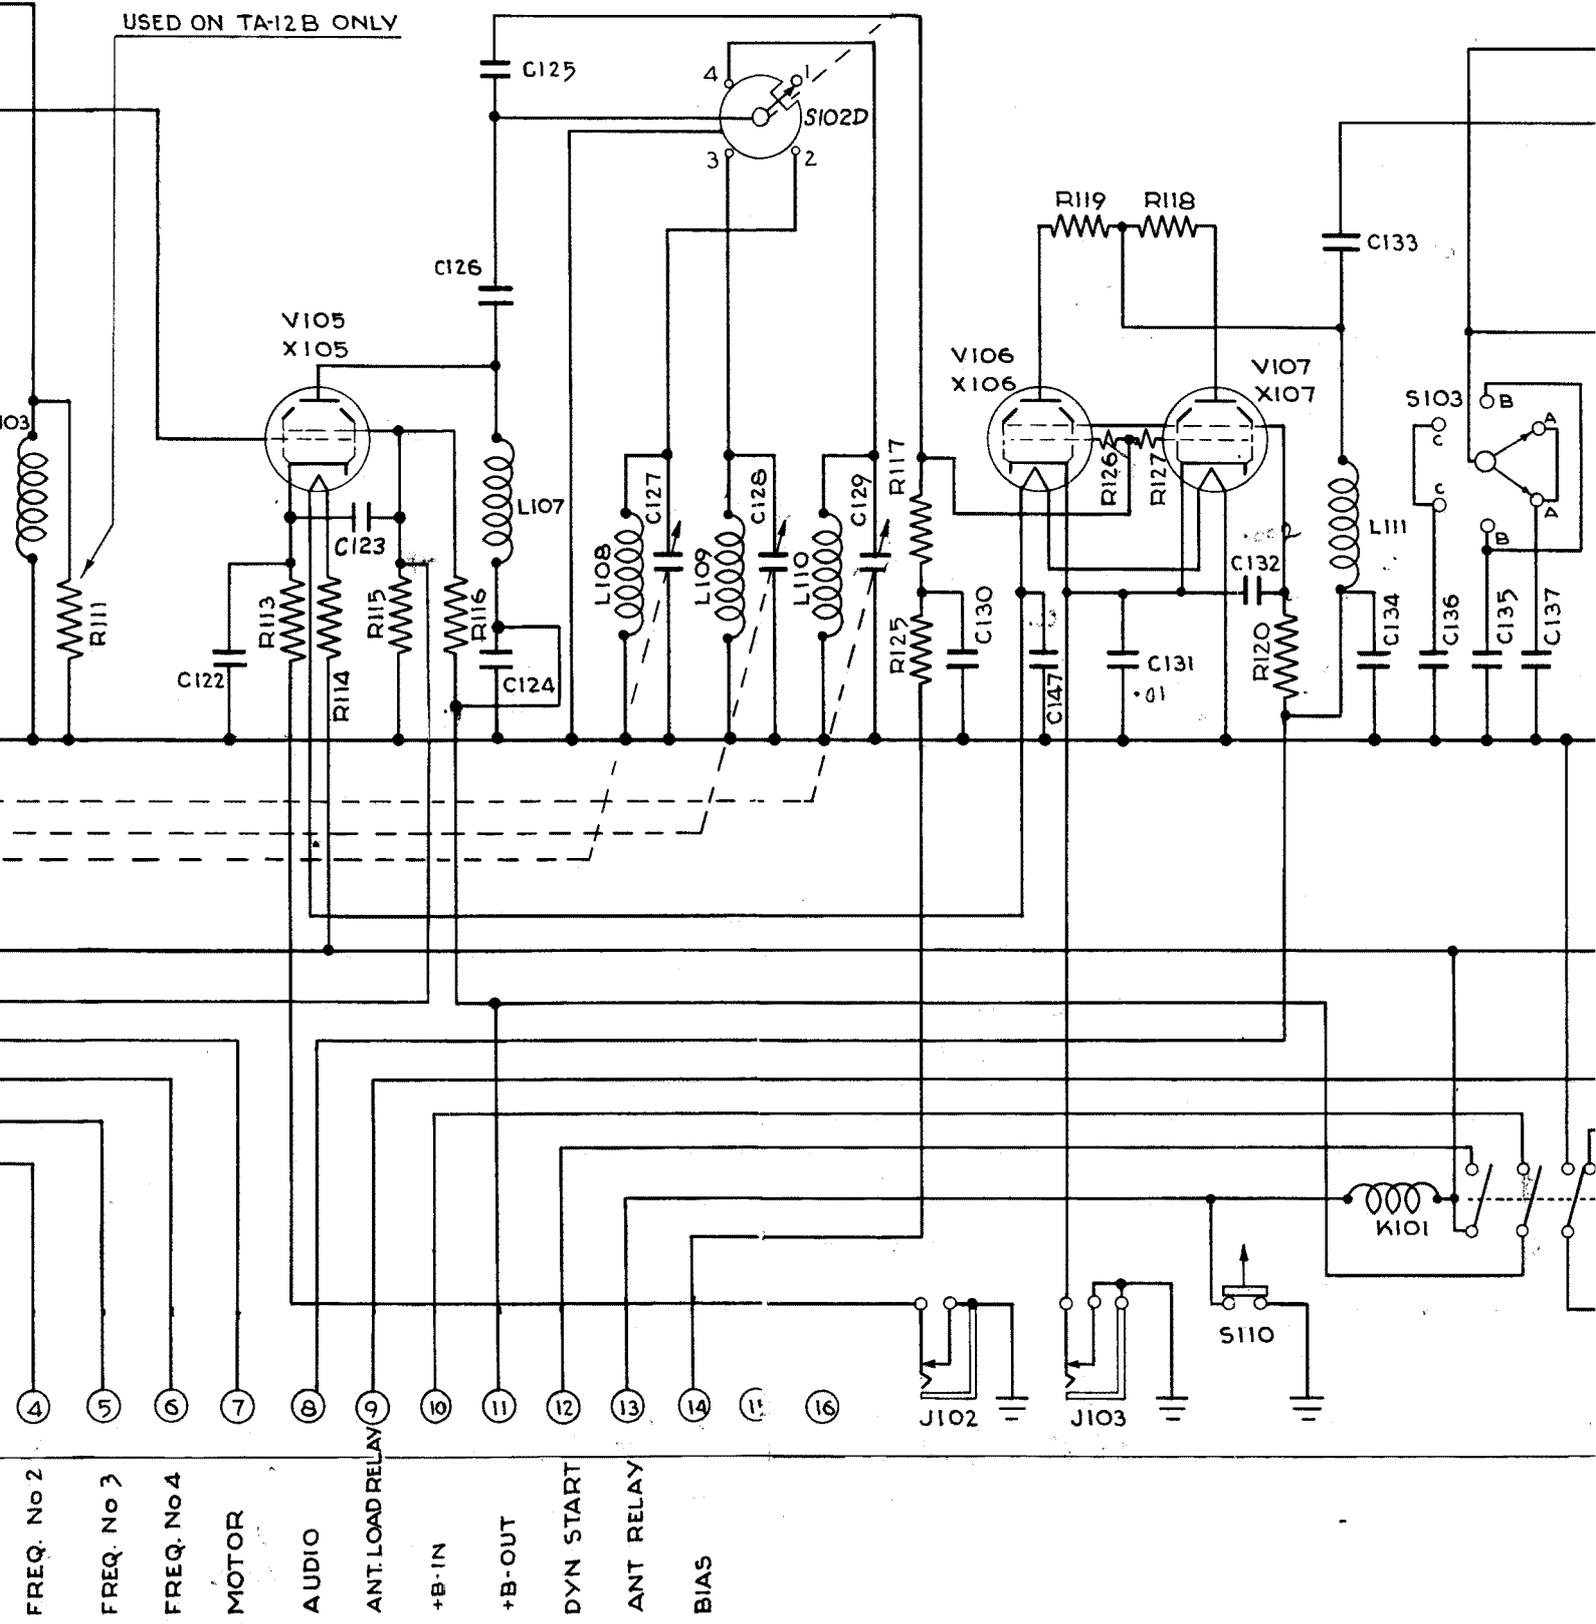 USED ON TA-12B ONLY
C125
4
1
S102D
3
2
R119
R118
C133
C126
V105
X105
V106
X106
V107
X107
S103
B
A
C
103
R117
C127
C128
C129
R126
R127
L107
C123
L111
C
A
B
L108
L109
L110
C132
R111
R113
R115
R116
C130
R125
C134
C136
C135
C137
C122
R114
C124
C147
C131
.01
R120
K101
S110
4
5
6
7
8
9
10
11
12
13
14
16
J102
J103
FREQ. No 2
FREQ. No 3
FREQ. No 4
MOTOR
AUDIO
ANT. LOAD RELAY
+B-IN
+B-OUT
DYN START
ANT RELAY
BIAS